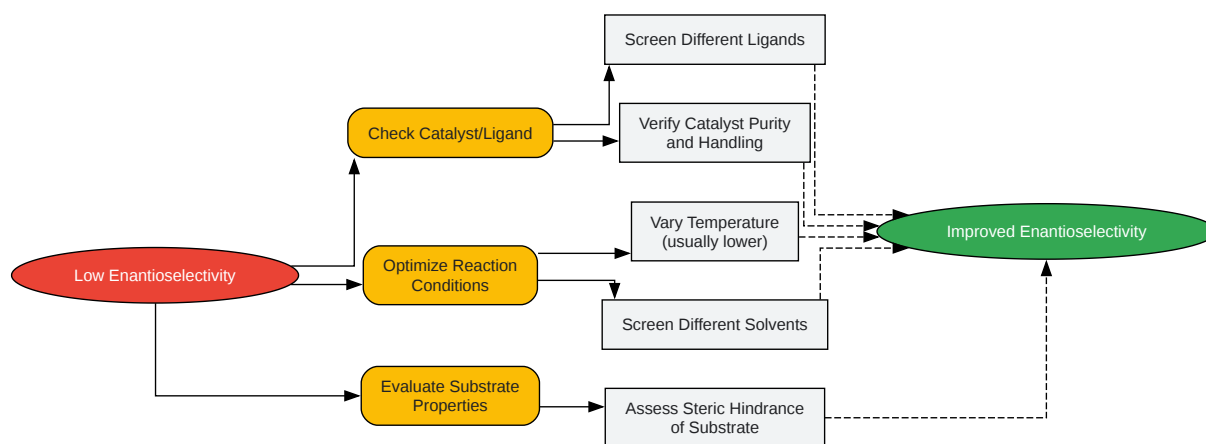 Screen Different Ligands
Check Catalyst/Ligand
Verify Catalyst Purity
and Handling
Vary Temperature
(usually lower)
Improved Enantioselectivity
Low Enantioselectivity
Optimize Reaction
Conditions
Screen Different Solvents
Evaluate Substrate
Properties
Assess Steric Hindrance
of Substrate